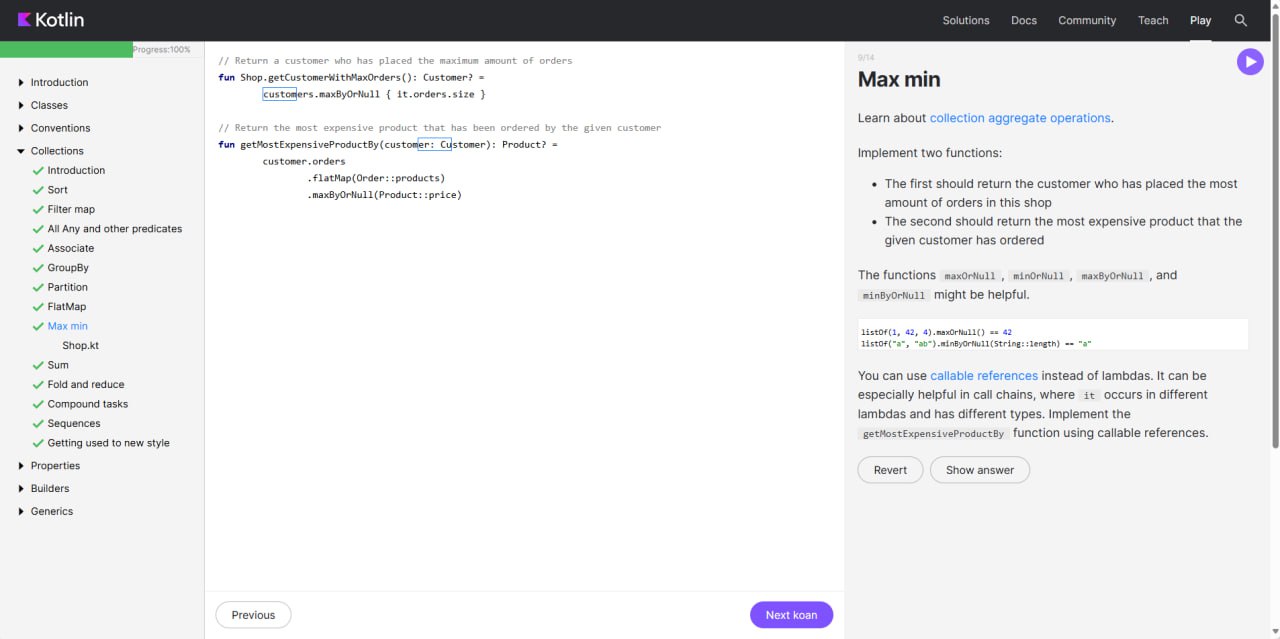 Kotlin
Solutions
Docs
Community
Teach
Play
Progress:100%
Introduction
Classes
Conventions
Collections
Introduction
Sort
Filter map
All Any and other predicates
Associate
GroupBy
Partition
FlatMap
Max min
Shop.kt
Sum
Fold and reduce
Compound tasks
Sequences
Getting used to new style
Properties
Builders
Generics
// Return a customer who has placed the maximum amount of orders
fun Shop.getCustomerWithMaxOrders(): Customer? =
        customers.maxByOrNull { it.orders.size }
// Return the most expensive product that has been ordered by the given customer
fun getMostExpensiveProductBy(customer: Customer): Product? =
        customer.orders
                .flatMap(Order::products)
                .maxByOrNull(Product::price)
Previous
Next koan
9/14
Max min
Learn about collection aggregate operations.
Implement two functions:
• The first should return the customer who has placed the most
amount of orders in this shop
• The second should return the most expensive product that the
given customer has ordered
The functions maxOrNull , minOrNull , maxByOrNull , and
minByOrNull might be helpful.
listOf(1, 42, 4).maxOrNull() == 42
listOf("a", "ab").minByOrNull(String::length) == "a"
You can use callable references instead of lambdas. It can be
especially helpful in call chains, where it occurs in different
lambdas and has different types. Implement the
getMostExpensiveProductBy function using callable references.
Revert
Show answer